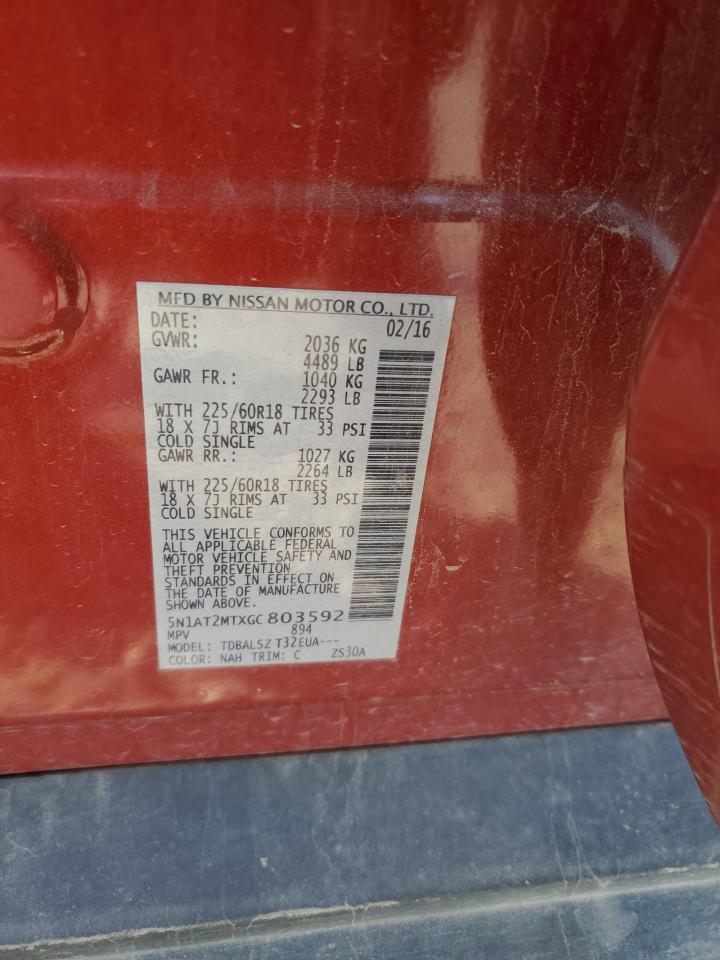 MFD BY NISSAN MOTOR CO., LTD.
DATE: 02/16
GVWR: 2036 KG
4489 LB
GAWR FR.: 1040 KG
2293 LB
WITH 225/60R18 TIRES
18 X 7J RIMS AT 33 PSI
COLD SINGLE
GAWR RR.: 1027 KG
2264 LB
WITH 225/60R18 TIRES
18 X 7J RIMS AT 33 PSI
COLD SINGLE
THIS VEHICLE CONFORMS TO
ALL APPLICABLE FEDERAL
MOTOR VEHICLE SAFETY AND
THEFT PREVENTION
STANDARDS IN EFFECT ON
THE DATE OF MANUFACTURE
SHOWN ABOVE.
5N1AT2MTXGC803592
MPV 894
MODEL: TDBALSZ T32EUA---
COLOR: NAH TRIM: C ZS30A